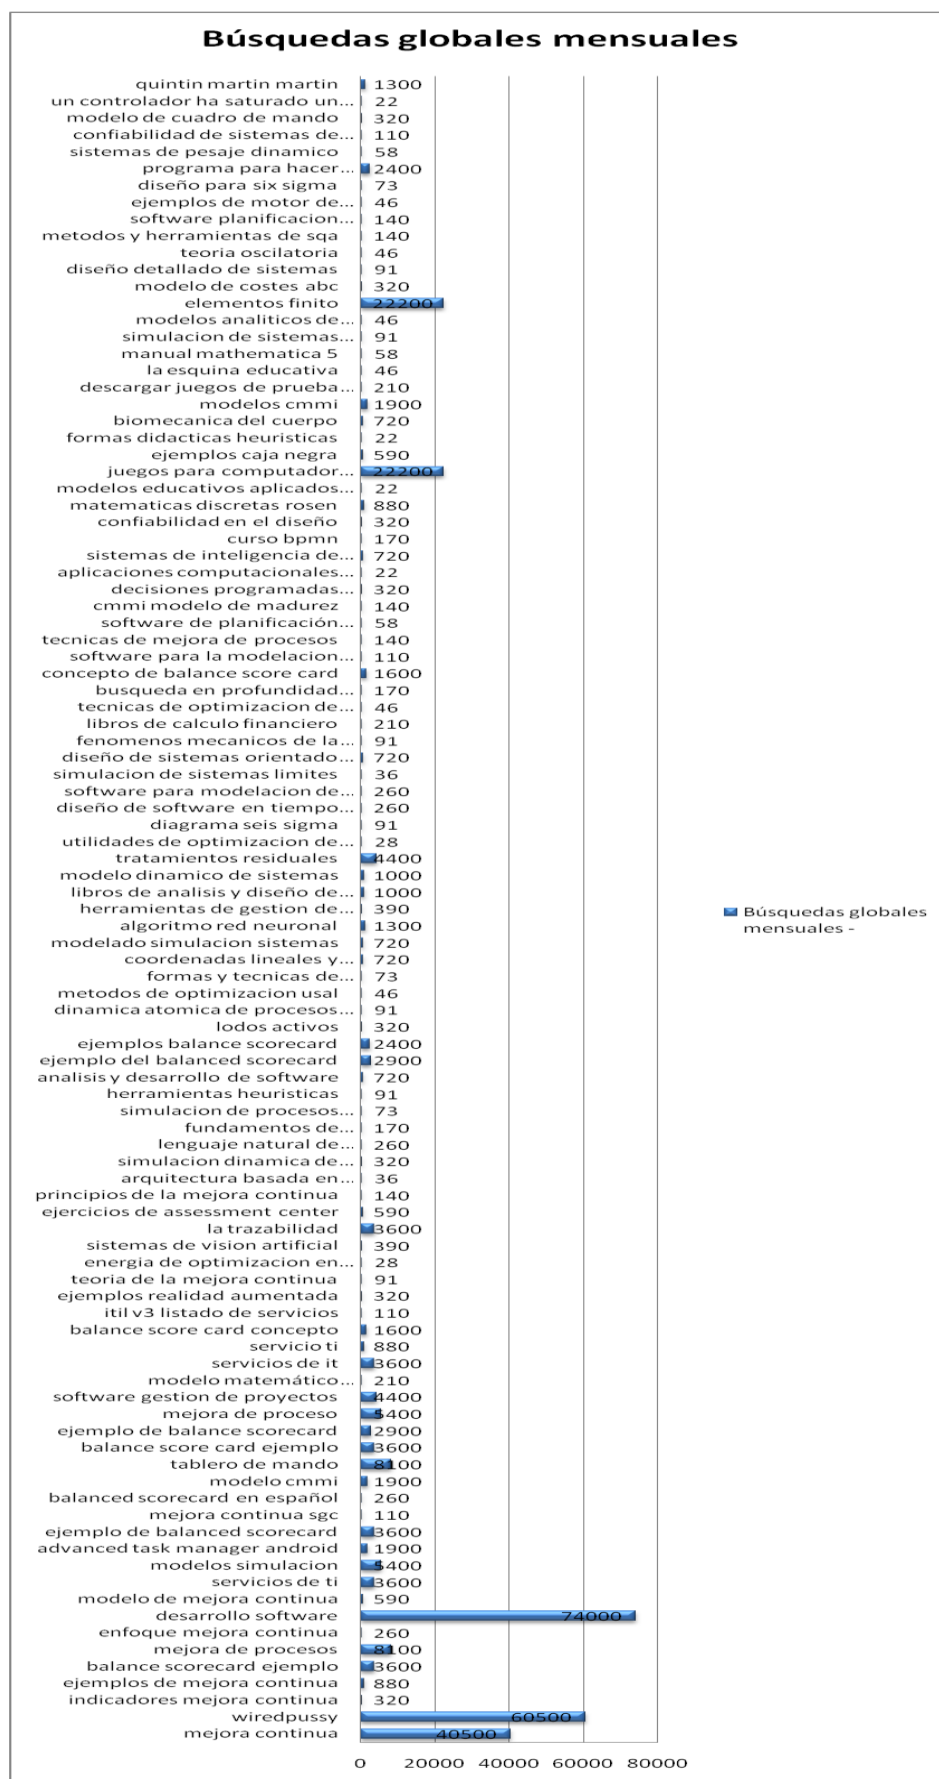 Búsquedas globales mensuales
quintin martin martin 1300
un controlador ha saturado un... 22
modelo de cuadro de mando 320
confiabilidad de sistemas de... 110
sistemas de pesaje dinamico 58
programa para hacer... 2400
diseño para six sigma 73
ejemplos de motor de... 46
software planificacion... 140
metodos y herramientas de sqa 140
teoria oscilatoria 46
diseño detallado de sistemas 91
modelo de costes abc 320
elementos finito 22200
modelos analiticos de... 46
simulacion de sistemas... 91
manual mathematica 5 58
la esquina educativa 46
descargar juegos de prueba... 210
modelos cmmi 1900
biomecanica del cuerpo 720
formas didacticas heuristicas 22
ejemplos caja negra 590
juegos para computador... 22200
modelos educativos aplicados... 22
matematicas discretas rosen 880
confiabilidad en el diseño 320
curso bpmn 170
sistemas de inteligencia de... 720
aplicaciones computacionales... 22
decisiones programadas... 320
cmmi modelo de madurez 140
software de planificación... 58
tecnicas de mejora de procesos 140
software para la modelacion... 110
concepto de balance score card 1600
busqueda en profundidad... 170
tecnicas de optimizacion de... 46
libros de calculo financiero 210
fenomenos mecanicos de la... 91
diseño de sistemas orientado... 720
simulacion de sistemas limites 36
software para modelacion de... 260
diseño de software en tiempo... 260
diagrama seis sigma 91
utilidades de optimizacion de... 28
tratamientos residuales 4400
modelo dinamico de sistemas 1000
libros de analisis y diseño de... 1000
herramientas de gestion de... 390
algoritmo red neuronal 1300
modelado simulacion sistemas 720
coordenadas lineales y... 720
formas y tecnicas de... 73
metodos de optimizacion usal 46
dinamica atomica de procesos... 91
lodos activos 320
ejemplos balance scorecard 2400
ejemplo del balanced scorecard 2900
analisis y desarrollo de software 720
herramientas heuristicas 91
simulacion de procesos... 73
fundamentos de... 170
lenguaje natural de... 260
simulacion dinamica de... 320
arquitectura basada en... 36
principios de la mejora continua 140
ejercicios de assessment center 590
la trazabilidad 3600
sistemas de vision artificial 390
energia de optimizacion en... 28
teoria de la mejora continua 91
ejemplos realidad aumentada 320
itil v3 listado de servicios 110
balance score card concepto 1600
servicio ti 880
servicios de it 3600
modelo matemático... 210
software gestion de proyectos 4400
mejora de proceso 5400
ejemplo de balance scorecard 2900
balance score card ejemplo 3600
tablero de mando 8100
modelo cmmi 1900
balanced scorecard en español 260
mejora continua sgc 110
ejemplo de balanced scorecard 3600
advanced task manager android 1900
modelos simulacion 5400
servicios de ti 3600
modelo de mejora continua 590
desarrollo software 74000
enfoque mejora continua 260
mejora de procesos 8100
balance scorecard ejemplo 3600
ejemplos de mejora continua 880
indicadores mejora continua 320
wiredpussy 60500
mejora continua 40500
0 20000 40000 60000 80000
Búsquedas globales
mensuales -